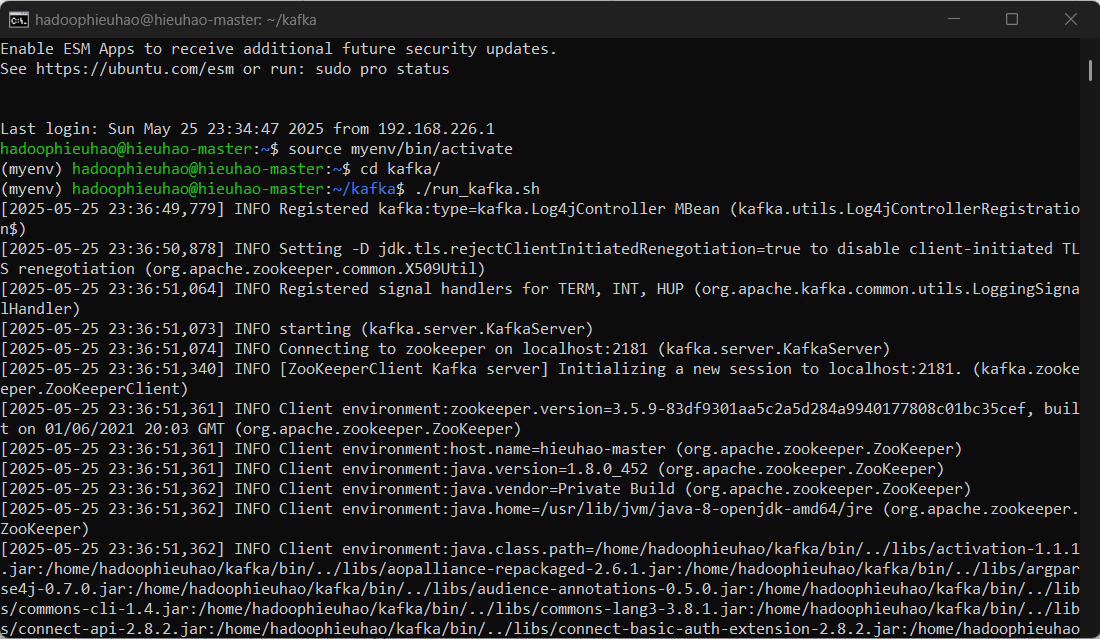 hadoophieuhao@hieuhao-master: ~/kafka
Enable ESM Apps to receive additional future security updates.
See https://ubuntu.com/esm or run: sudo pro status
Last login: Sun May 25 23:34:47 2025 from 192.168.226.1
hadoophieuhao@hieuhao-master:~$ source myenv/bin/activate
(myenv) hadoophieuhao@hieuhao-master:~$ cd kafka/
(myenv) hadoophieuhao@hieuhao-master:~/kafka$ ./run_kafka.sh
[2025-05-25 23:36:49,779] INFO Registered kafka:type=kafka.Log4jController MBean (kafka.utils.Log4jControllerRegistratio
n$)
[2025-05-25 23:36:50,878] INFO Setting -D jdk.tls.rejectClientInitiatedRenegotiation=true to disable client-initiated TL
S renegotiation (org.apache.zookeeper.common.X509Util)
[2025-05-25 23:36:51,064] INFO Registered signal handlers for TERM, INT, HUP (org.apache.kafka.common.utils.LoggingSigna
lHandler)
[2025-05-25 23:36:51,073] INFO starting (kafka.server.KafkaServer)
[2025-05-25 23:36:51,074] INFO Connecting to zookeeper on localhost:2181 (kafka.server.KafkaServer)
[2025-05-25 23:36:51,340] INFO [ZooKeeperClient Kafka server] Initializing a new session to localhost:2181. (kafka.zooke
eper.ZooKeeperClient)
[2025-05-25 23:36:51,361] INFO Client environment:zookeeper.version=3.5.9-83df9301aa5c2a5d284a9940177808c01bc35cef, buil
t on 01/06/2021 20:03 GMT (org.apache.zookeeper.ZooKeeper)
[2025-05-25 23:36:51,361] INFO Client environment:host.name=hieuhao-master (org.apache.zookeeper.ZooKeeper)
[2025-05-25 23:36:51,361] INFO Client environment:java.version=1.8.0_452 (org.apache.zookeeper.ZooKeeper)
[2025-05-25 23:36:51,362] INFO Client environment:java.vendor=Private Build (org.apache.zookeeper.ZooKeeper)
[2025-05-25 23:36:51,362] INFO Client environment:java.home=/usr/lib/jvm/java-8-openjdk-amd64/jre (org.apache.zookeeper.
ZooKeeper)
[2025-05-25 23:36:51,362] INFO Client environment:java.class.path=/home/hadoophieuhao/kafka/bin/../libs/activation-1.1.1
.jar:/home/hadoophieuhao/kafka/bin/../libs/aopalliance-repackaged-2.6.1.jar:/home/hadoophieuhao/kafka/bin/../libs/argpar
se4j-0.7.0.jar:/home/hadoophieuhao/kafka/bin/../libs/audience-annotations-0.5.0.jar:/home/hadoophieuhao/kafka/bin/../lib
s/commons-cli-1.4.jar:/home/hadoophieuhao/kafka/bin/../libs/commons-lang3-3.8.1.jar:/home/hadoophieuhao/kafka/bin/../lib
s/connect-api-2.8.2.jar:/home/hadoophieuhao/kafka/bin/../libs/connect-basic-auth-extension-2.8.2.jar:/home/hadoophieuhao